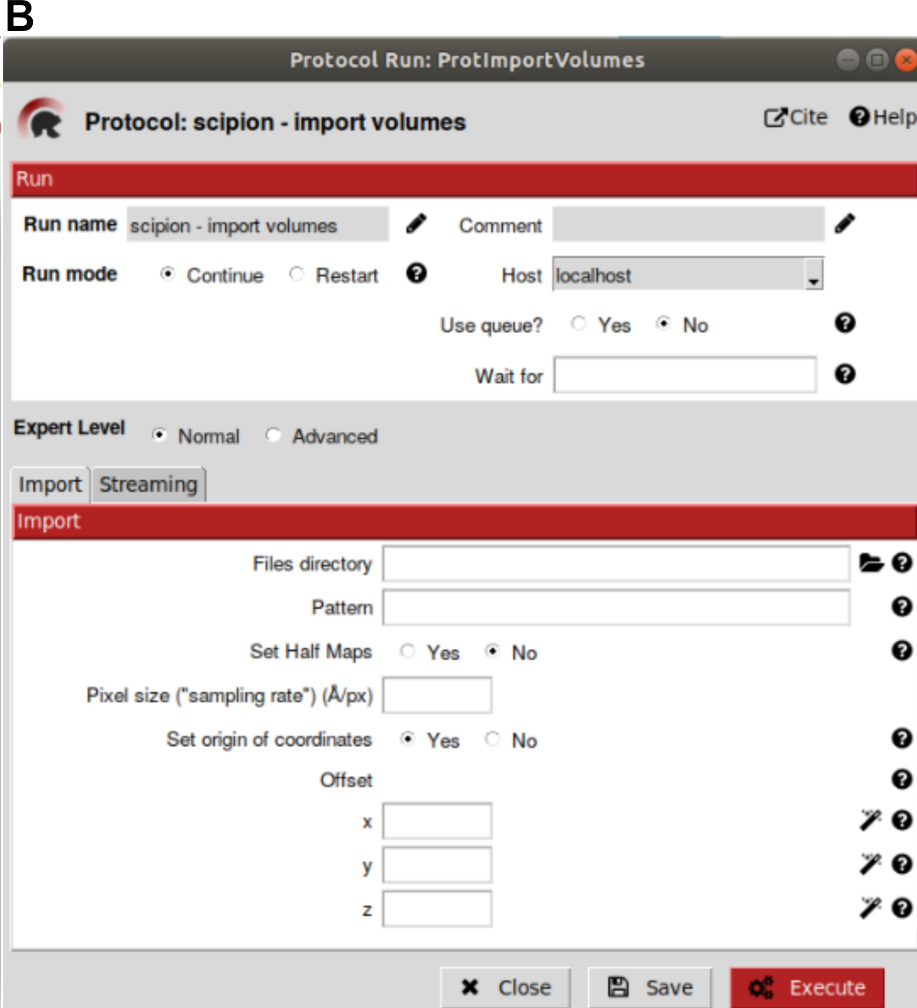 B
Protocol Run: ProtImportVolumes
Protocol: scipion - import volumes
Cite
Help
Run
Run name scipion - import volumes Comment
Run mode Continue Restart Host localhost
Use queue? Yes No
Wait for
Expert Level Normal Advanced
Import Streaming
Import
Files directory
Pattern
Set Half Maps Yes No
Pixel size ("sampling rate") (Å/px)
Set origin of coordinates Yes No
Offset
x
y
z
Close Save Execute